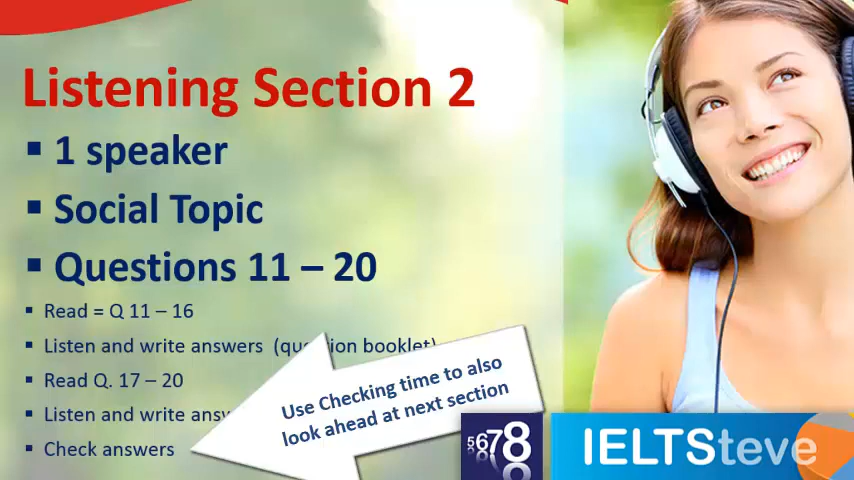 Listening Section 2
▪ 1 speaker
▪ Social Topic
▪ Questions 11 – 20
▪ Read = Q 11 – 16
▪ Listen and write answers (question booklet)
▪ Read Q. 17 – 20
▪ Listen and write answ
▪ Check answers
Use Checking time to also
look ahead at next section
5678
IELTSteve